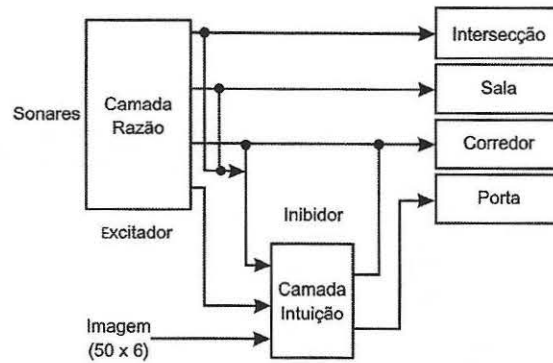 Intersecção
Sonares
Camada
Razão
Sala
Corredor
Porta
Excitador
Inibidor
Camada
Intuição
Imagem
(50 x 6)